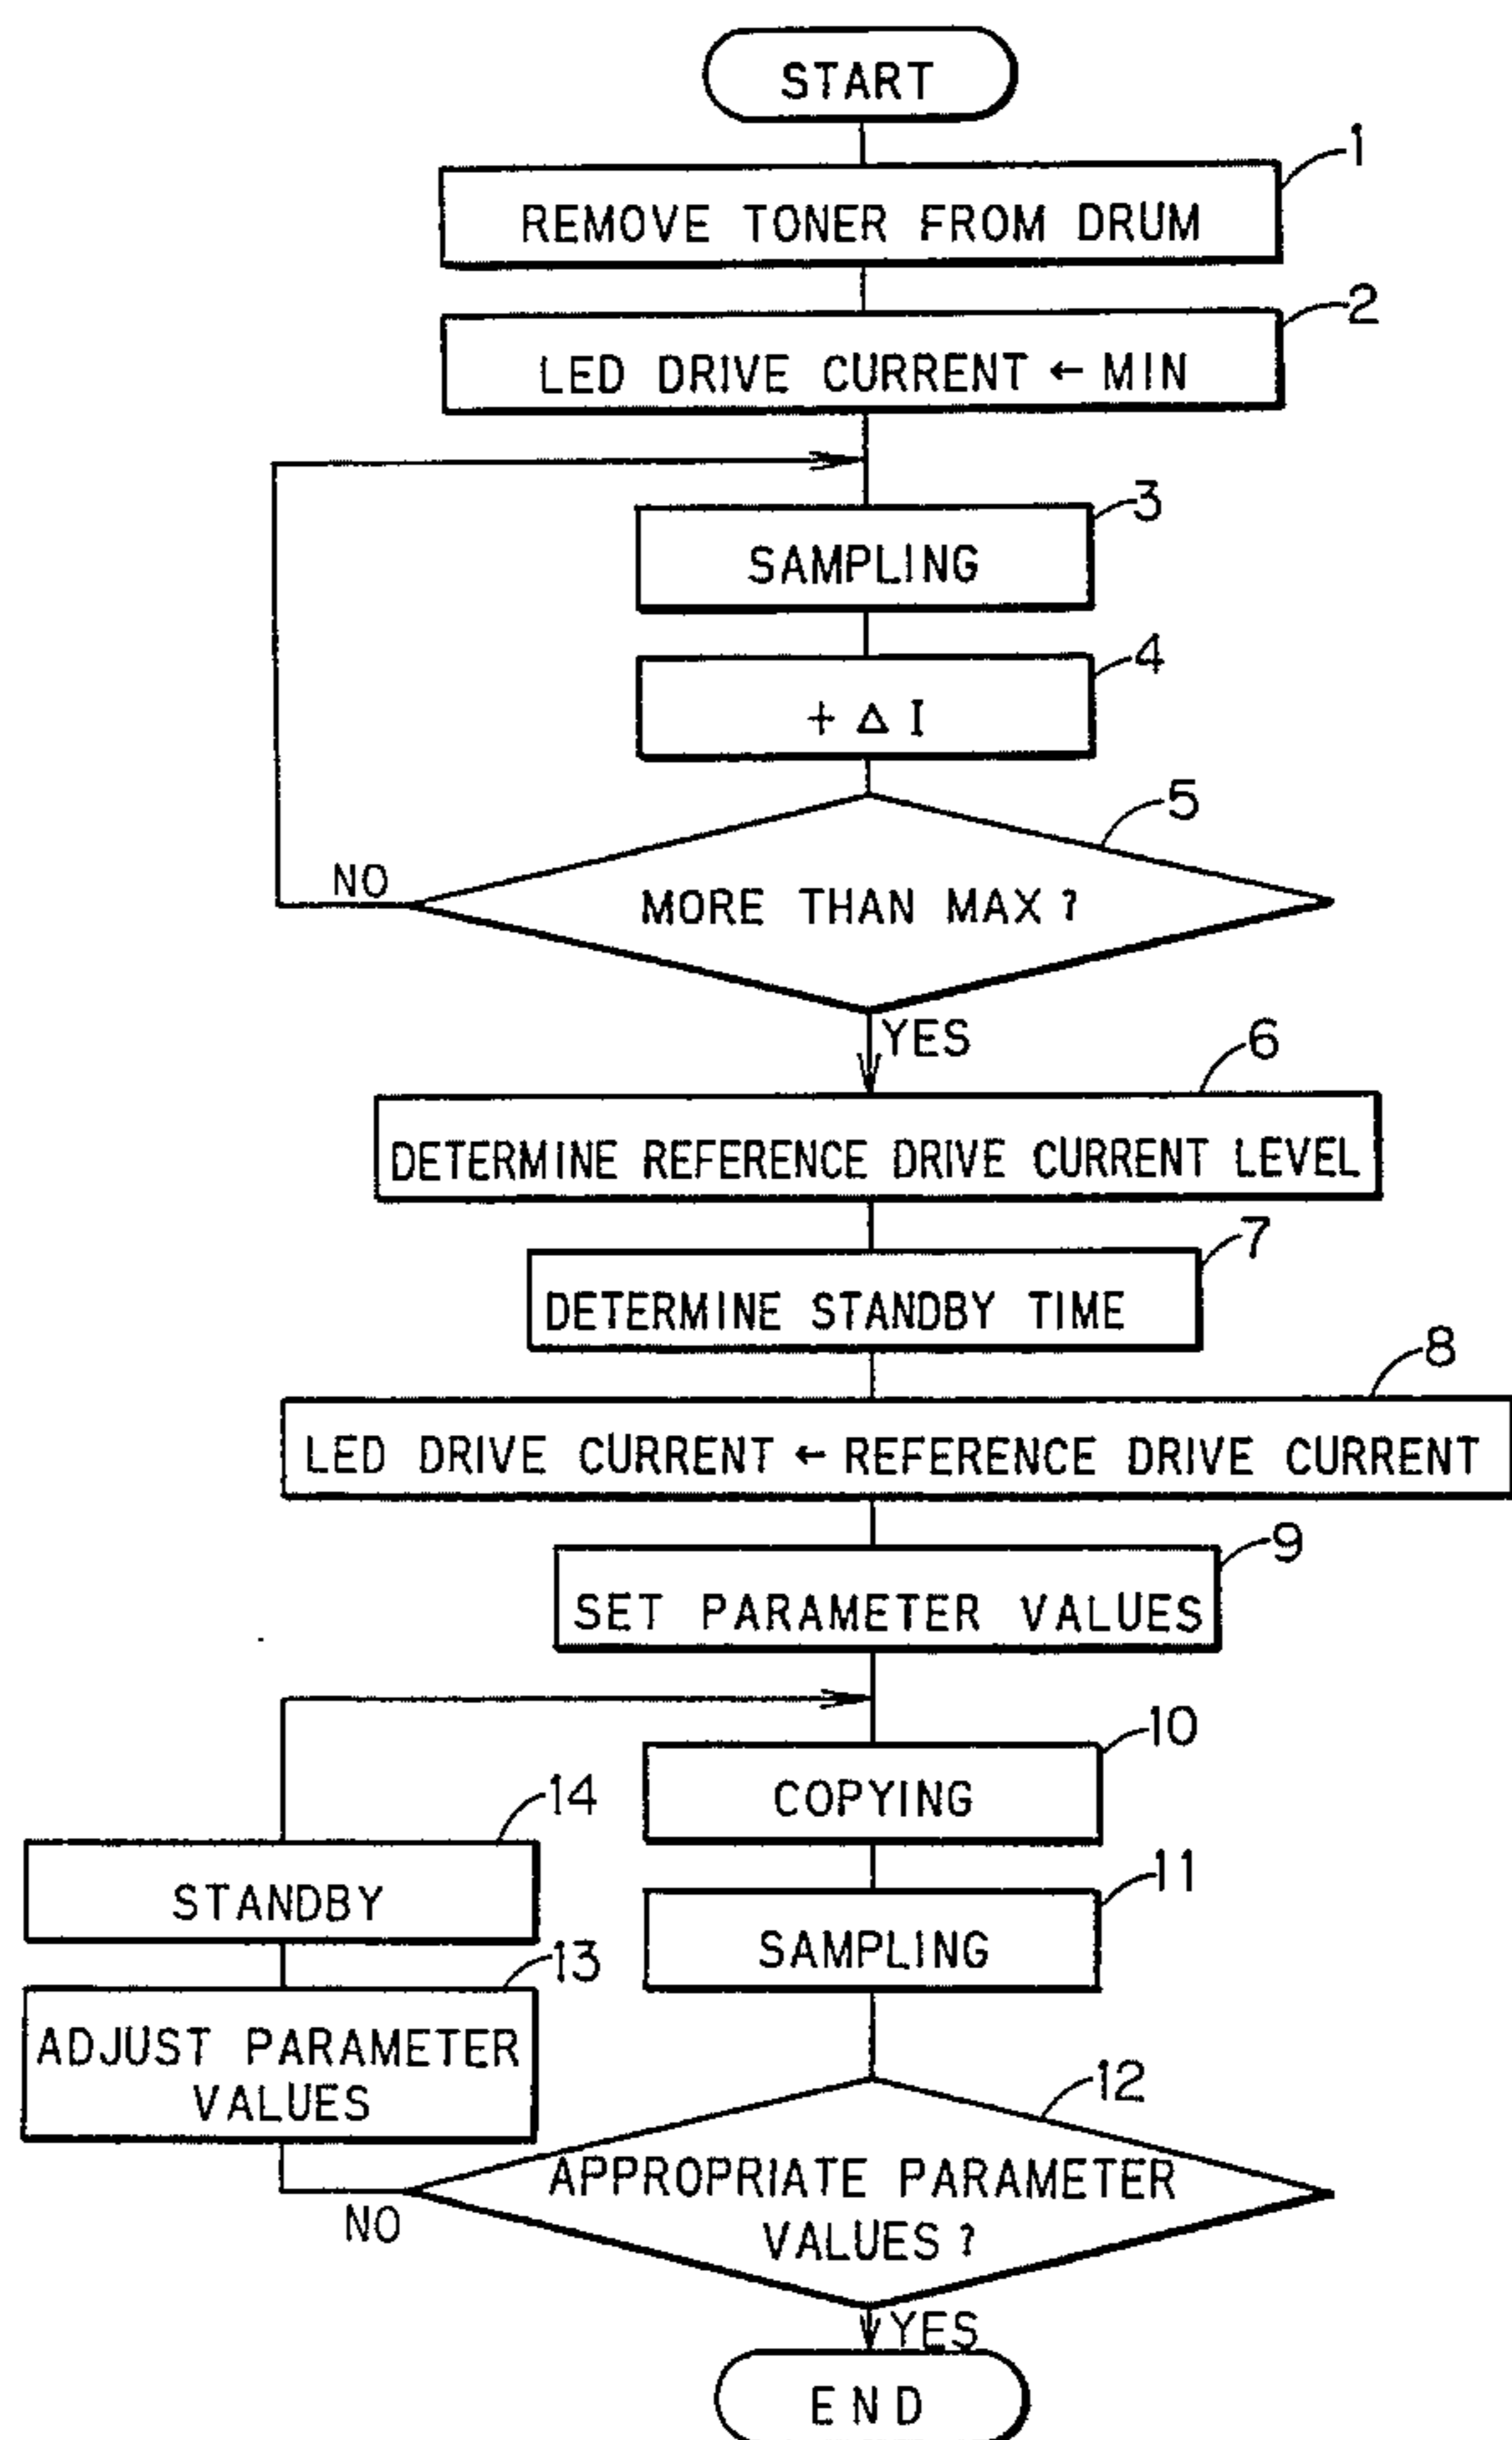 START
1
REMOVE TONER FROM DRUM
2
LED DRIVE CURRENT ← MIN
3
SAMPLING
4
+ Δ I
5
MORE THAN MAX ?
NO
YES
6
DETERMINE REFERENCE DRIVE CURRENT LEVEL
7
DETERMINE STANDBY TIME
8
LED DRIVE CURRENT ← REFERENCE DRIVE CURRENT
9
SET PARAMETER VALUES
10
COPYING
14
STANDBY
11
SAMPLING
13
ADJUST PARAMETER
VALUES
12
APPROPRIATE PARAMETER
VALUES ?
NO
YES
END